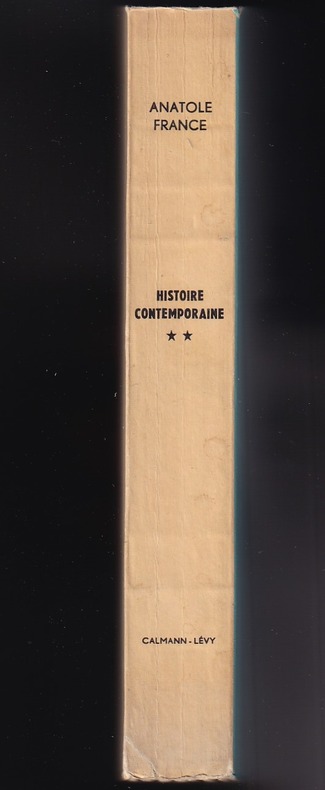 ANATOLE
FRANCE
HISTOIRE
CONTEMPORAINE
★ ★
CALMANN-LÉVY